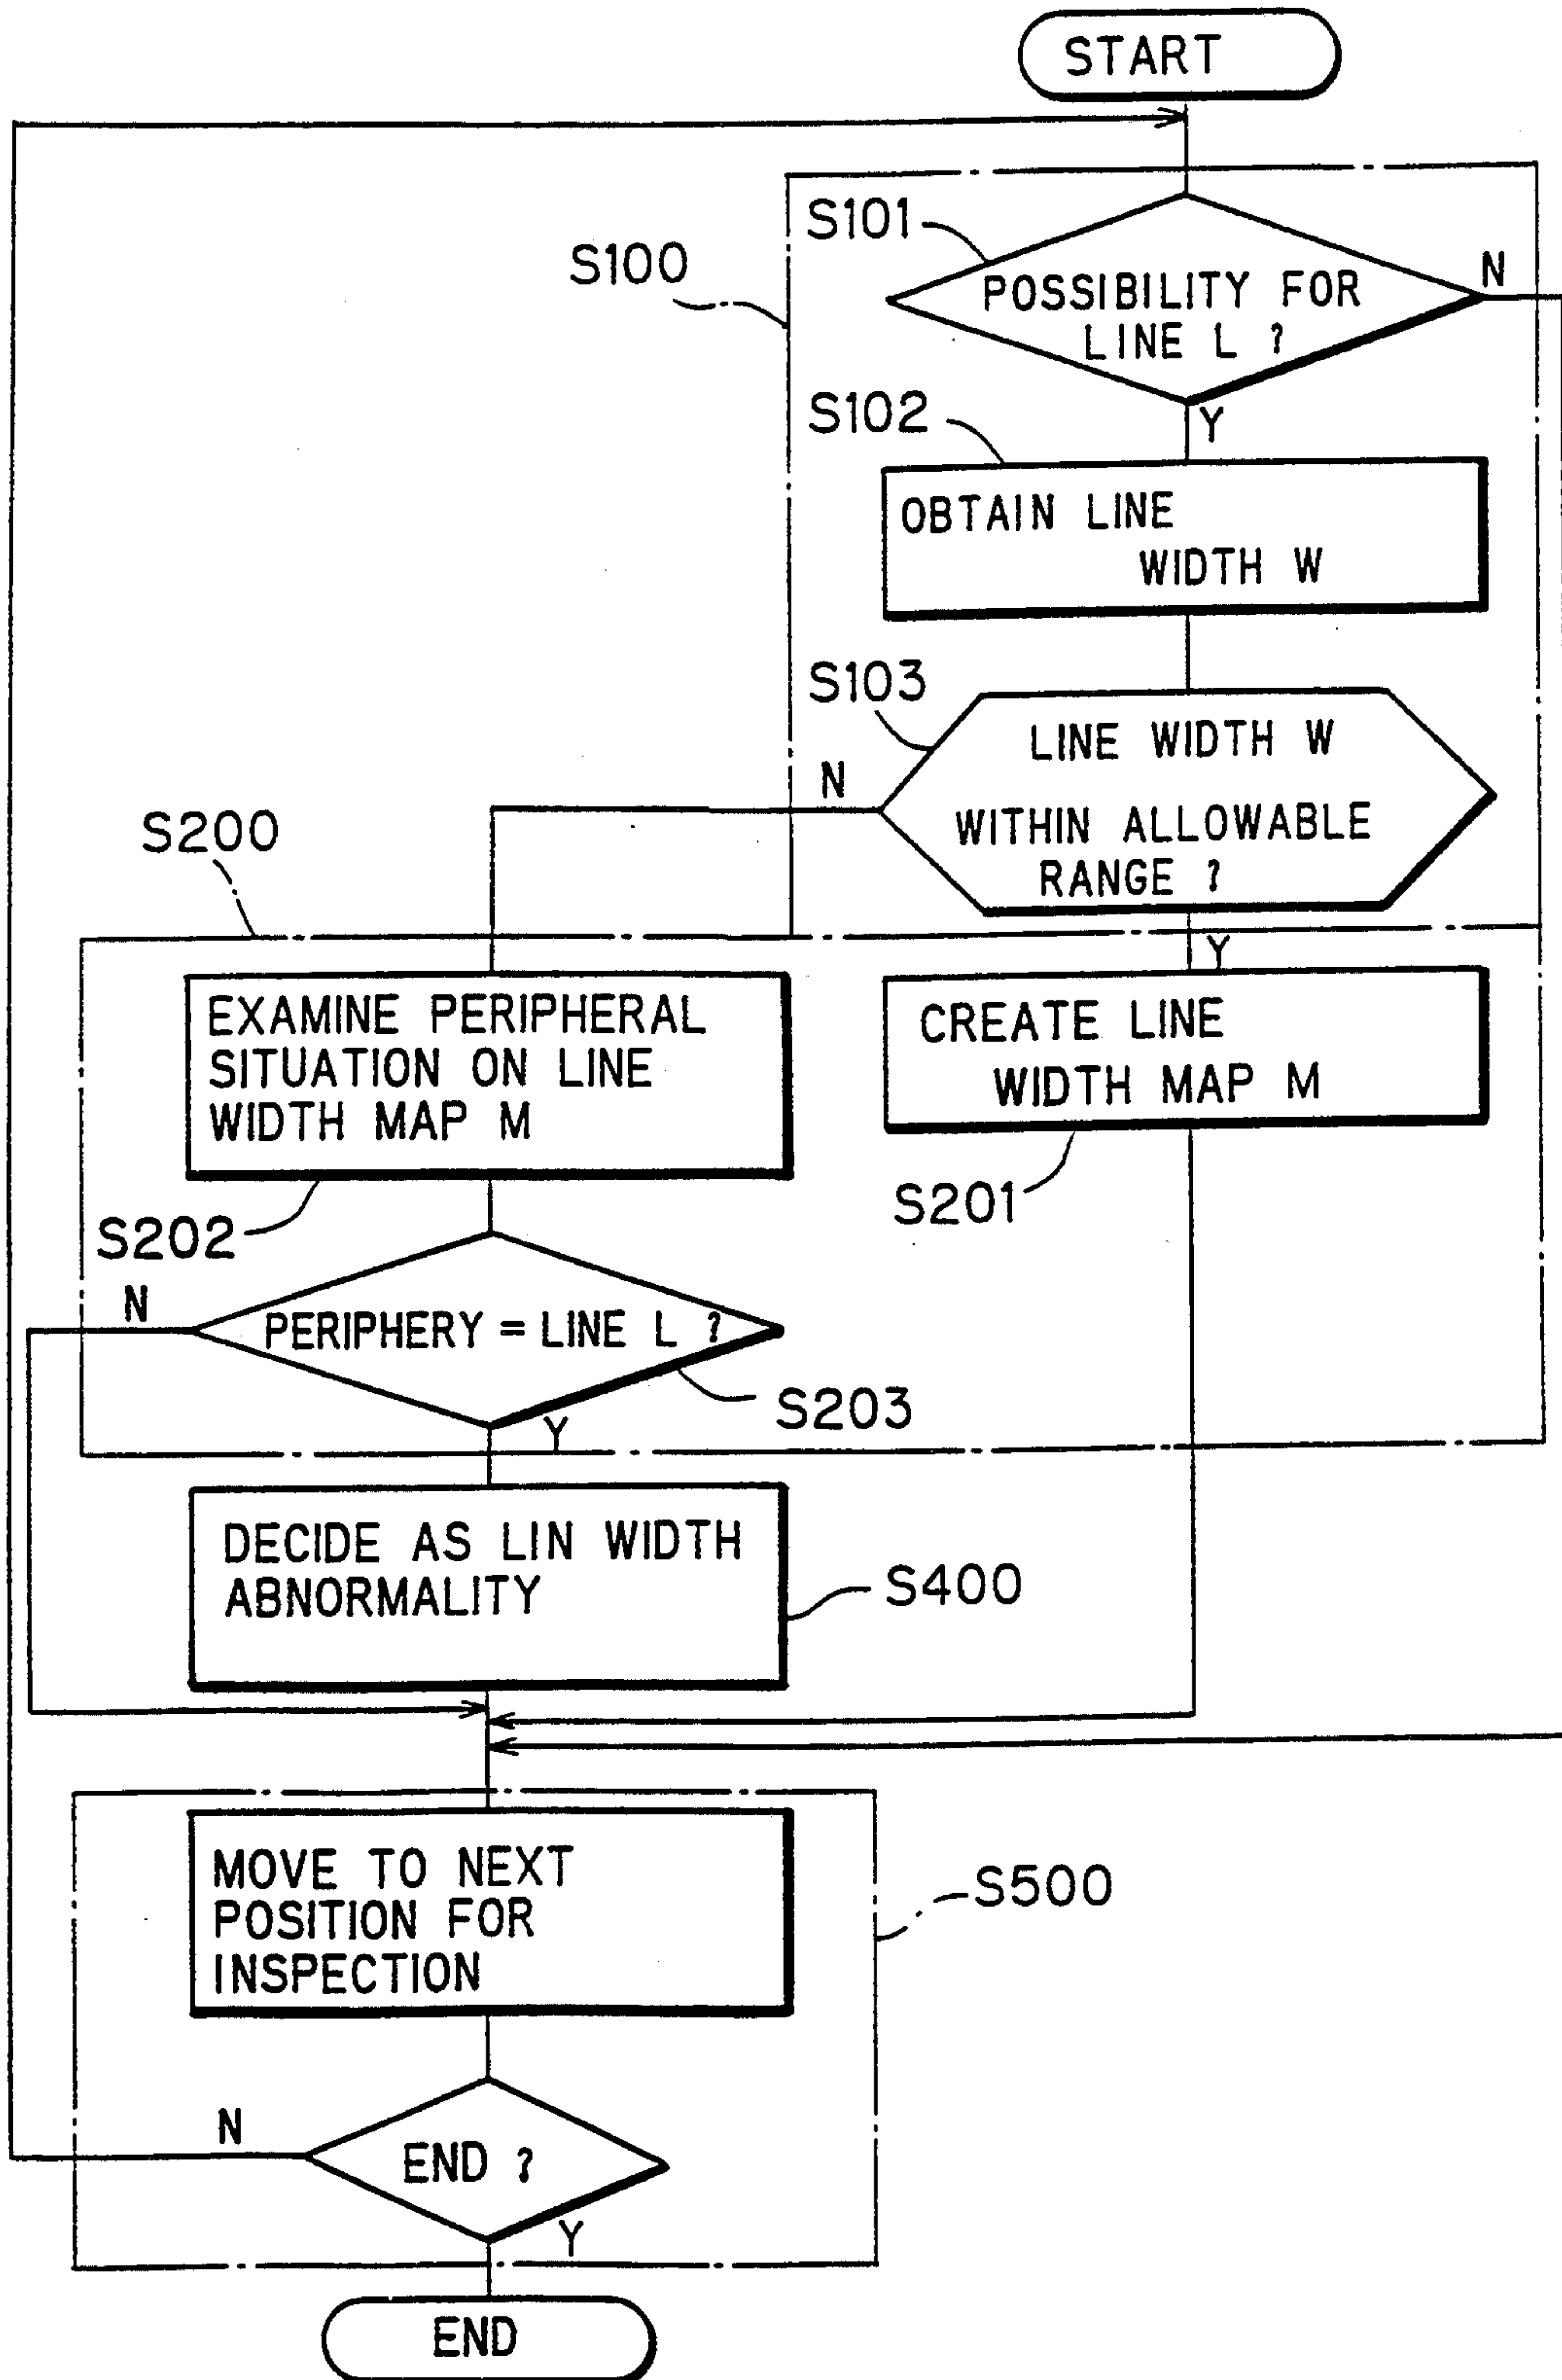 START
S101
S100
POSSIBILITY FOR
LINE L ?
N
S102
Y
OBTAIN LINE
WIDTH W
S103
LINE WIDTH W
WITHIN ALLOWABLE
RANGE ?
N
S200
Y
EXAMINE PERIPHERAL
SITUATION ON LINE
WIDTH MAP M
CREATE LINE
WIDTH MAP M
S201
S202
N
PERIPHERY = LINE L ?
S203
Y
DECIDE AS LIN WIDTH
ABNORMALITY
S400
MOVE TO NEXT
POSITION FOR
INSPECTION
S500
N
END ?
Y
END